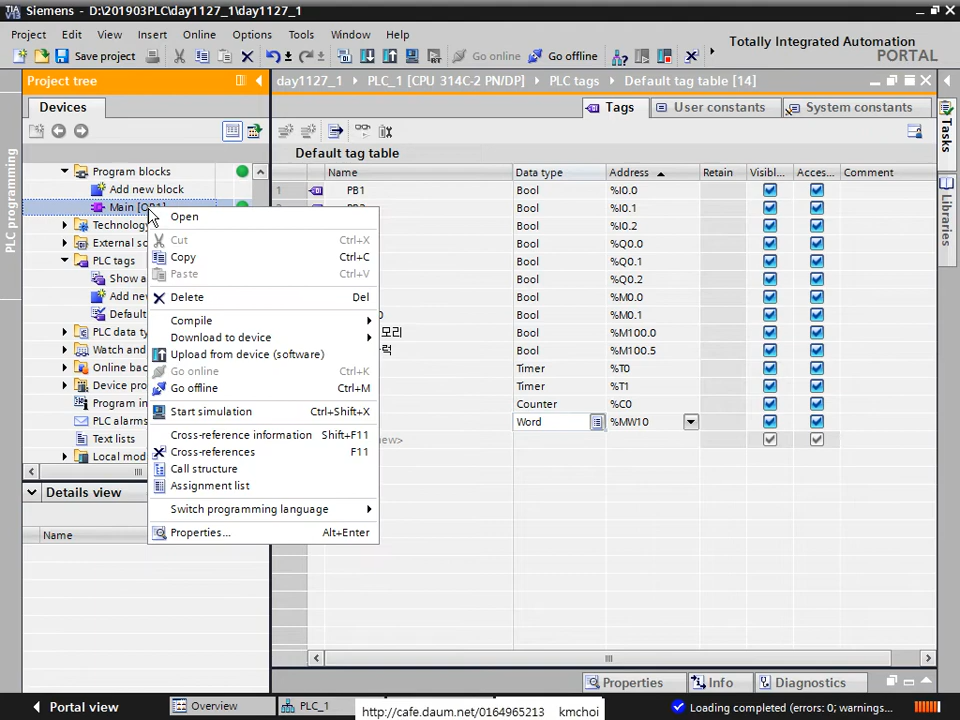 Siemens - D:\201903PLC\day1127_1\day1127_1
Project Edit View Insert Online Options Tools Window Help
Save project Go online Go offline
Totally Integrated Automation
PORTAL
Project tree
day1127_1 PLC_1 [CPU 314C-2 PN/DP] PLC tags Default tag table [14]
Devices
Tags User constants System constants
Default tag table
Name Data type Address Retain Visibl... Acces... Comment
Program blocks
Add new block
Main [OB1]
Technology
External so
PLC tags
Show a
Add new
Default
PLC data ty
Watch and
Online bac
Device pro
Program in
PLC alarms
Text lists
Local mod
Details view
Name
Open
Cut Ctrl+X
Copy Ctrl+C
Paste Ctrl+V
Delete Del
Compile
Download to device
Upload from device (software)
Go online Ctrl+K
Go offline Ctrl+M
Start simulation Ctrl+Shift+X
Cross-reference information Shift+F11
Cross-references F11
Call structure
Assignment list
Switch programming language
Properties... Alt+Enter
1 PB1 Bool %I0.0
Bool %I0.1
Bool %I0.2
Bool %Q0.0
Bool %Q0.1
Bool %Q0.2
Bool %M0.0
0 Bool %M0.1
모리 Bool %M100.0
럭 Bool %M100.5
Timer %T0
Timer %T1
Counter %C0
Word %MW10
new>
PLC programming
Tasks
Libraries
Properties Info Diagnostics
Portal view Overview PLC_1
http://cafe.daum.net/0164965213 kmchoi
Loading completed (errors: 0; warnings...